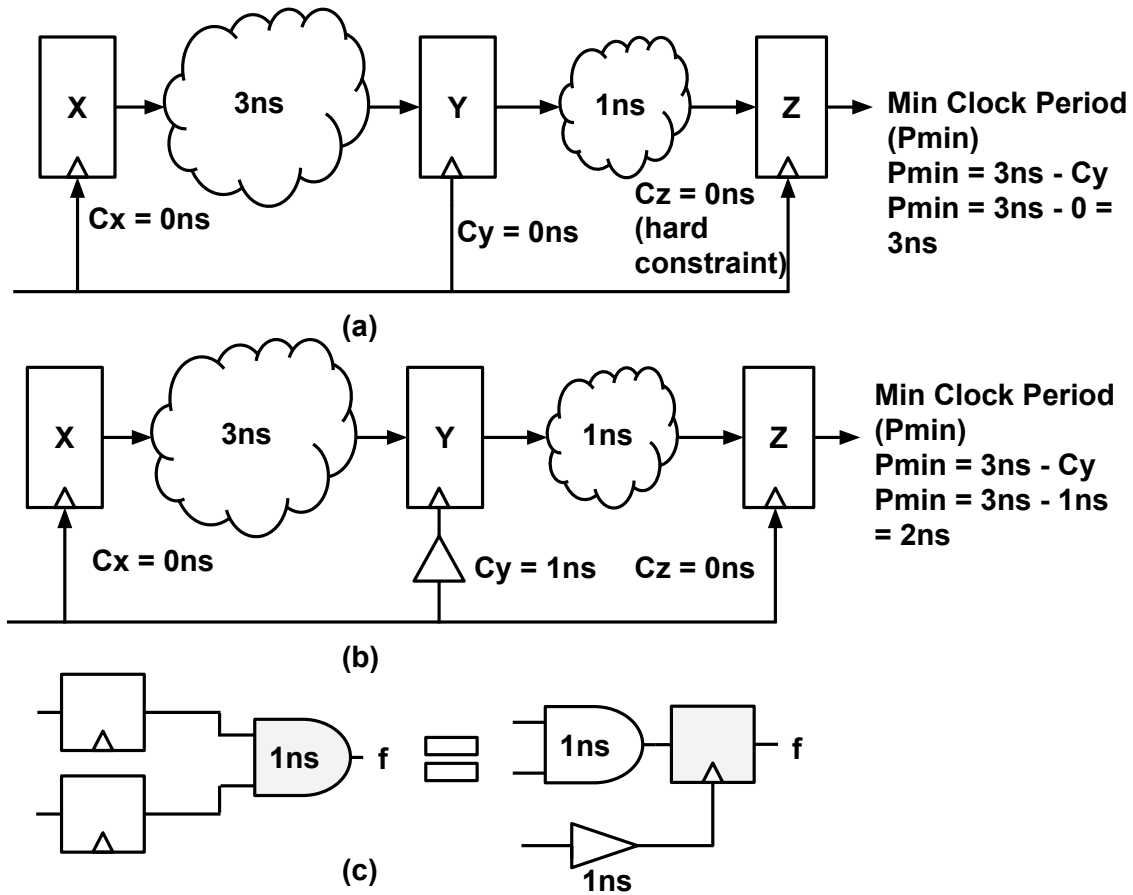 X
3ns
Y
1ns
Z
Min Clock Period
(Pmin)
Pmin = 3ns - Cy
Pmin = 3ns - 0 =
3ns
Cx = 0ns
Cy = 0ns
Cz = 0ns
(hard
constraint)
(a)
X
3ns
Y
1ns
Z
Min Clock Period
(Pmin)
Pmin = 3ns - Cy
Pmin = 3ns - 1ns
= 2ns
Cx = 0ns
Cy = 1ns
Cz = 0ns
(b)
1ns
f
1ns
f
1ns
(c)